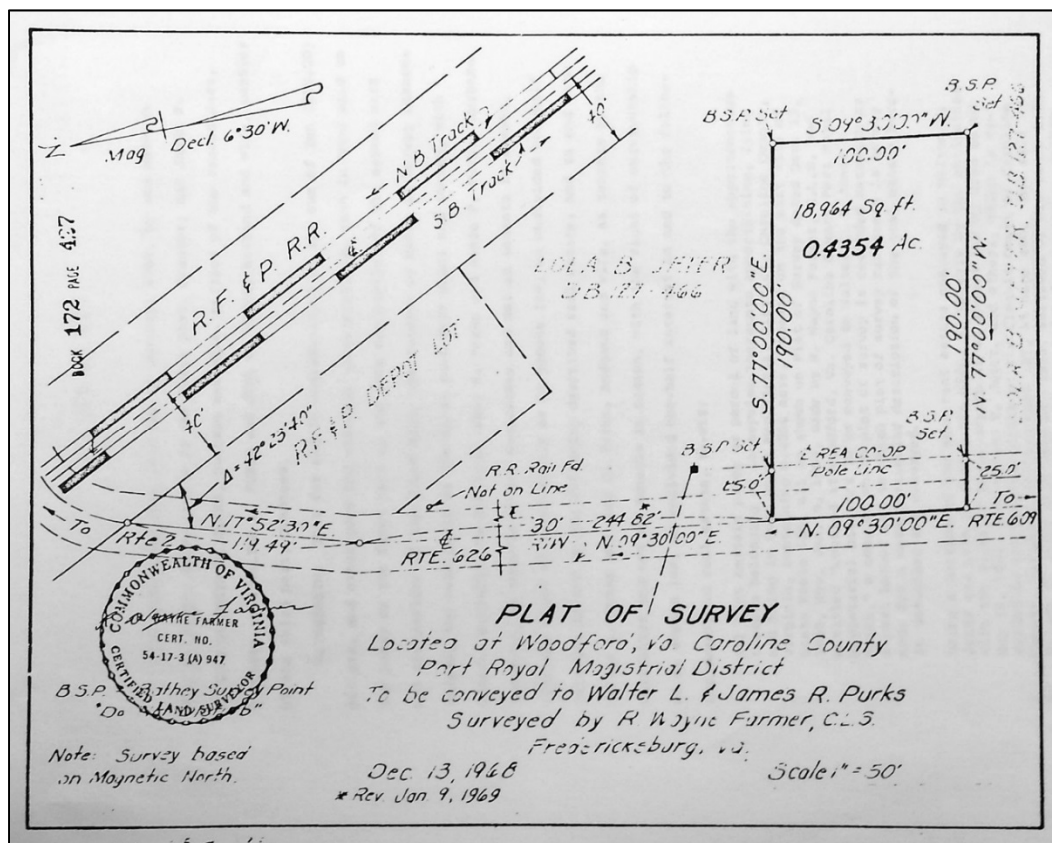 N
Mag
Decl. 6°30'W.
BOOK 172 PAGE 427
R.F. & P. R.R.
N.B. Track
S.B. Track
40'
40'
Δ = 42°23'40"
R.F. & P. DEPOT LOT
LOLA B.
B.S.P. Set
B.S.P. Set
S.09°30'00"W.
100.00'
18,964 Sq. ft.
0.4354 Ac.
S.77°00'00"E.
190.00'
N.77°00'00"W.
190.00'
B.S.P. Set
B.S.P. Set
REA CO-OP
Pole Line
25.0'
25.0'
100.00'
N. 09°30'00"E.
To
RTE. 609
R.R. Rail Fd.
Not on Line
30'
R/W
244.82'
N.09°30'00"E.
RTE. 626
To
Rte 2
N.17°52'30"E.
119.49'
COMMONWEALTH OF VIRGINIA
WAYNE FARMER
CERT. NO.
54-17-3 (A) 947
CERTIFIED LAND SURVEYOR
B.S.P. Bathey Survey Point
Note: Survey based
on Magnetic North.
PLAT OF SURVEY
Located at Woodford, Va. Caroline County
Port Royal Magistrial District
To be conveyed to Walter L. & James R. Purks
Surveyed by R. Wayne Farmer, C.L.S.
Fredericksburg, Va.
Dec. 13, 1968
* Rev. Jan. 9, 1969
Scale 1" = 50'